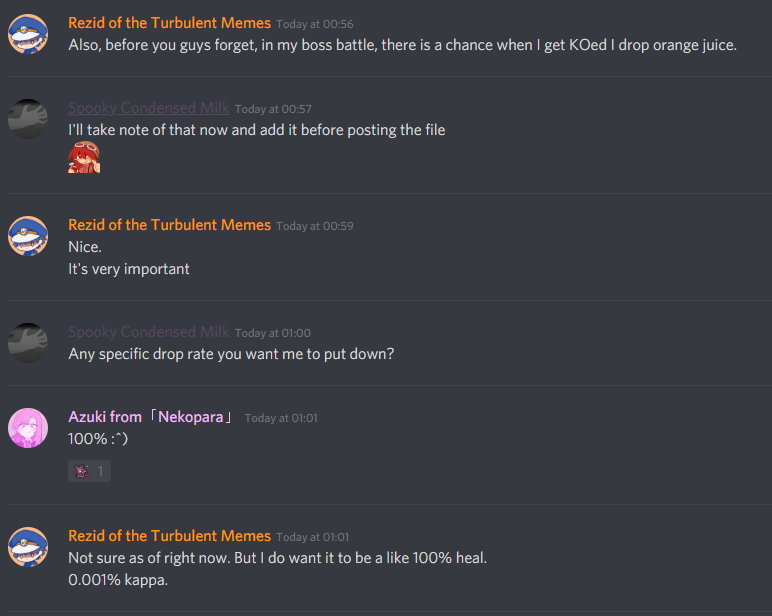 Rezid of the Turbulent Memes Today at 00:56
Also, before you guys forget, in my boss battle, there is a chance when I get KOed I drop orange juice.
Spooky Condensed Milk Today at 00:57
I'll take note of that now and add it before posting the file
Rezid of the Turbulent Memes Today at 00:59
Nice.
It's very important
Spooky Condensed Milk Today at 01:00
Any specific drop rate you want me to put down?
Azuki from「Nekopara」 Today at 01:01
100% :^)
1
Rezid of the Turbulent Memes Today at 01:01
Not sure as of right now. But I do want it to be a like 100% heal.
0.001% kappa.